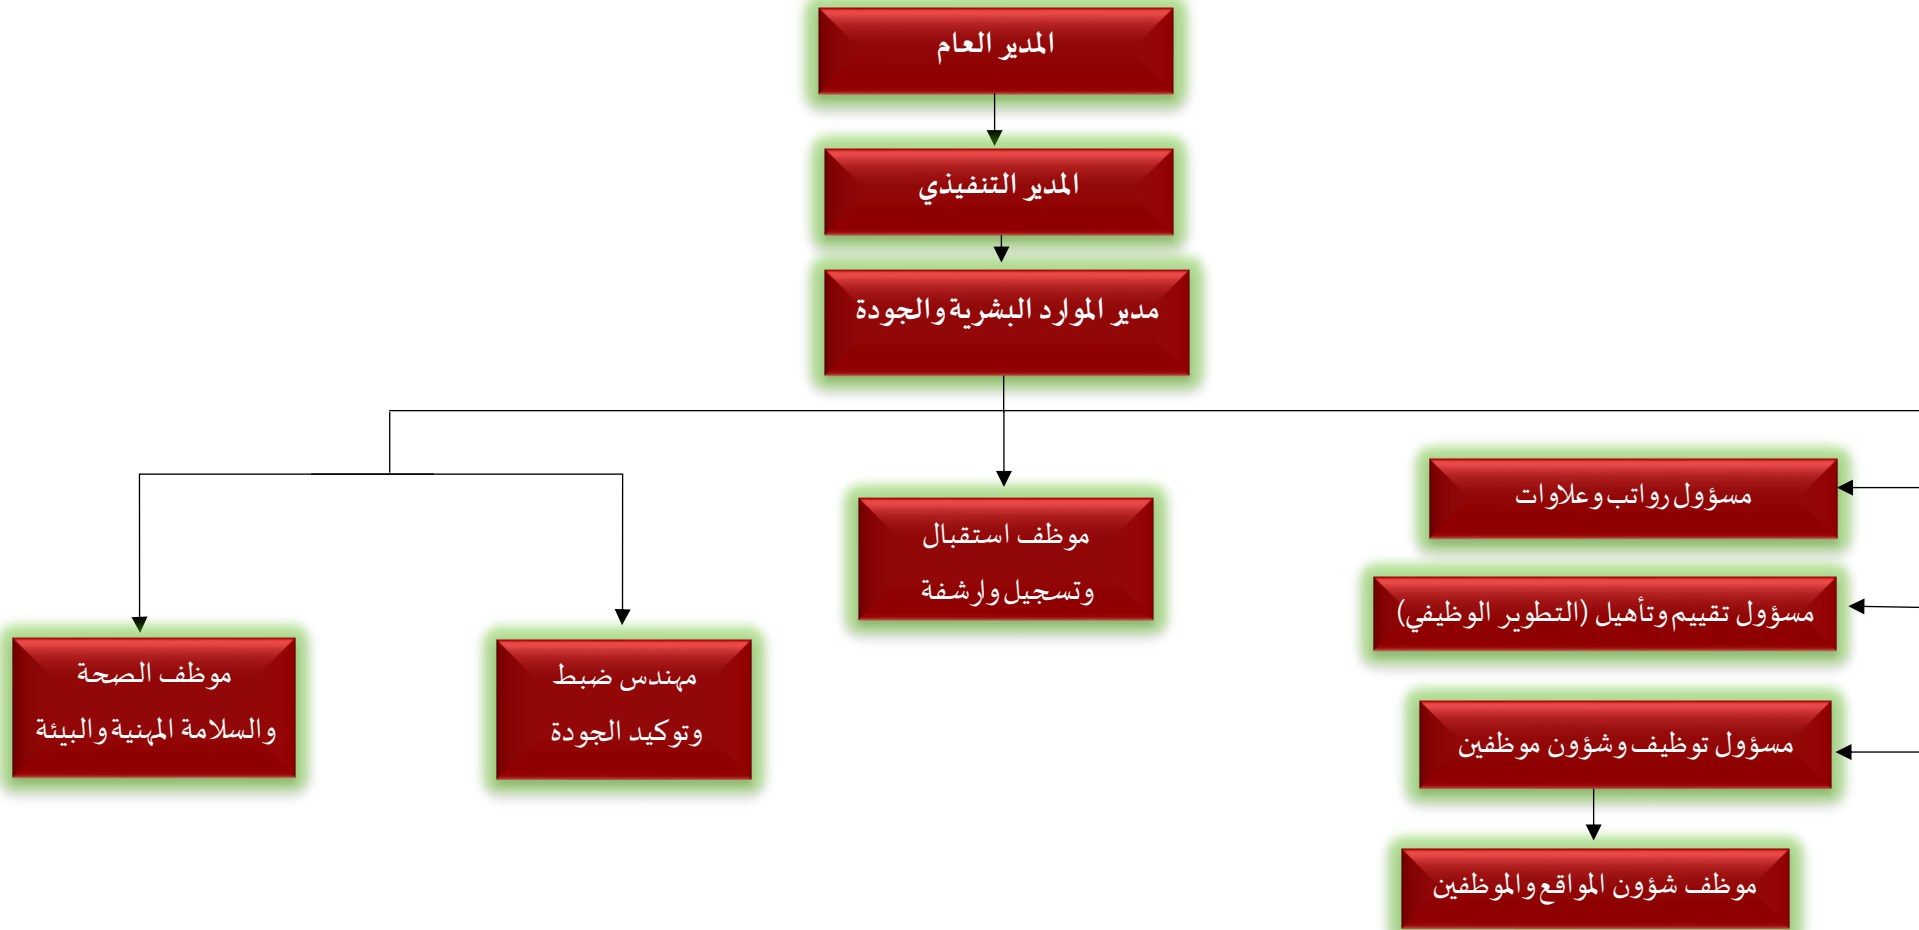 المدير العام
المدير التنفيذي
مدير الموارد البشرية والجودة
مسؤول رواتب وعلاوات
مسؤول تقييم وتأهيل (التطوير الوظيفي)
مسؤول توظيف وشؤون موظفين
موظف شؤون المواقع والموظفين
موظف استقبال
وتسجيل وارشفة
مهندس ضبط
وتوكيد الجودة
موظف الصحة
والسلامة المهنية والبيئة